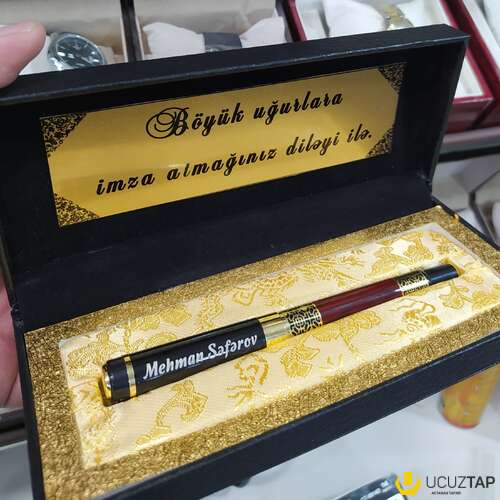 Böyük uğurlara
imza atmağınız diləyi ilə.
Mehman Səfərov
UCUZTAP